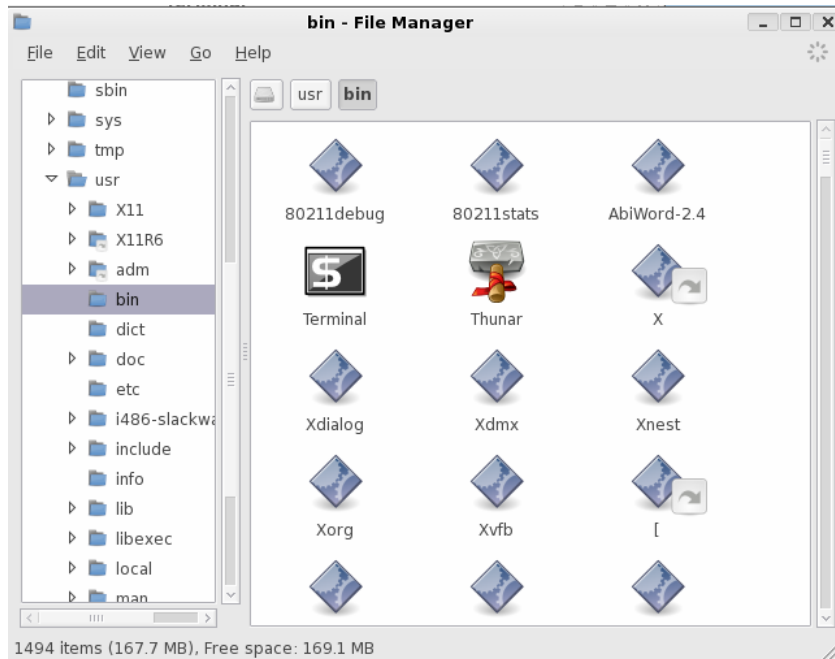 bin - File Manager
File Edit View Go Help
sbin
sys
tmp
usr
X11
X11R6
adm
bin
dict
doc
etc
i486-slackwa
include
info
lib
libexec
local
man
usr bin
80211debug 80211stats AbiWord-2.4
Terminal Thunar X
Xdialog Xdmx Xnest
Xorg Xvfb [
1494 items (167.7 MB), Free space: 169.1 MB